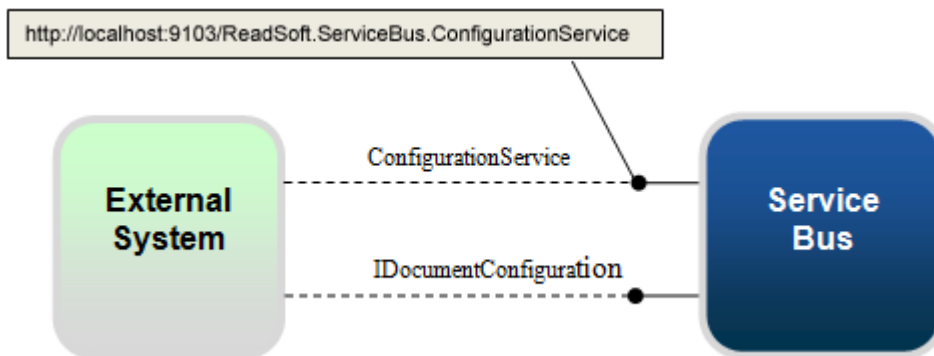 http://localhost:9103/ReadSoft.ServiceBus.ConfigurationService
ConfigurationService
External
System
Service
Bus
IDocumentConfiguration